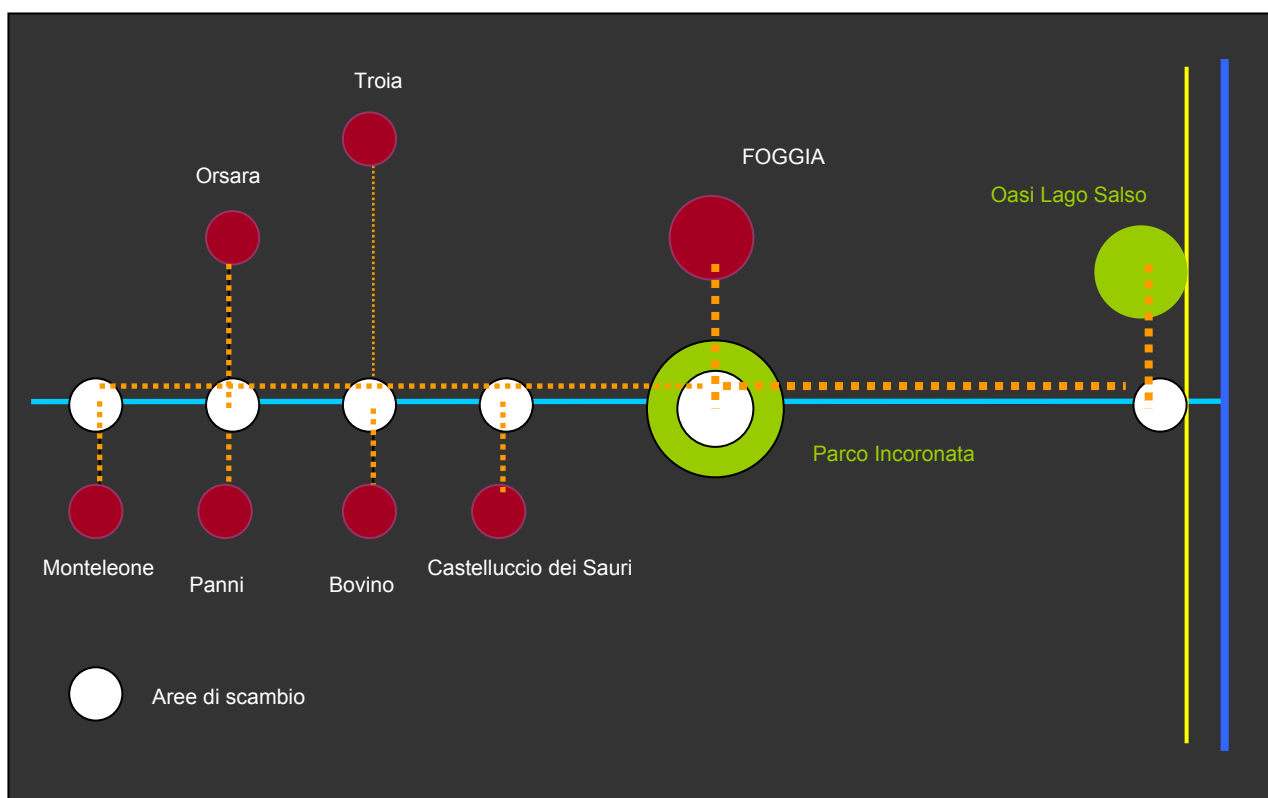 Troia
FOGGIA
Orsara
Oasi Lago Salso
Parco Incoronata
Monteleone
Panni
Bovino
Castelluccio dei Sauri
Aree di scambio